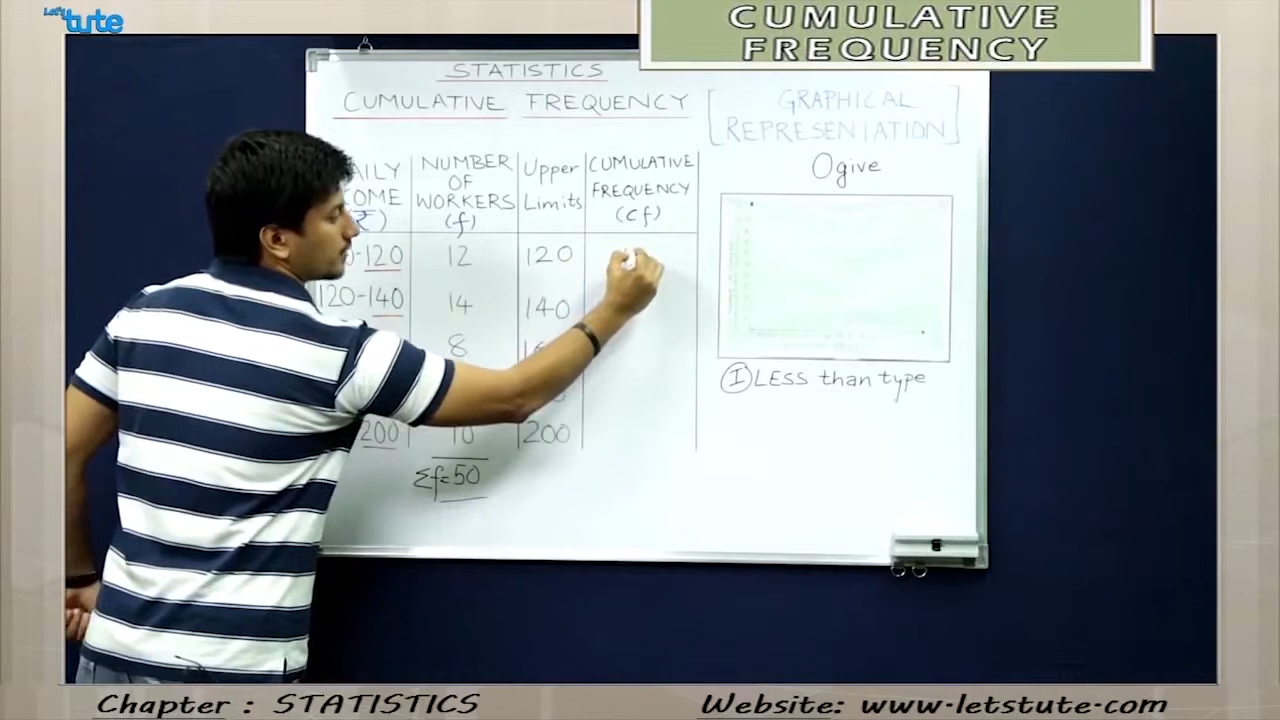 Let's
tute
CUMULATIVE
FREQUENCY
STATISTICS
CUMULATIVE FREQUENCY
[GRAPHICAL
REPRESENTATION]
Ogive
NUMBER
OF
WORKERS
(f)
Upper
Limits
CUMULATIVE
FREQUENCY
(cf)
-120 12 120
120-140 14 140
8
200 10 200
Σf=50
I LESS than type
Chapter : STATISTICS
Website: www-letstute-com